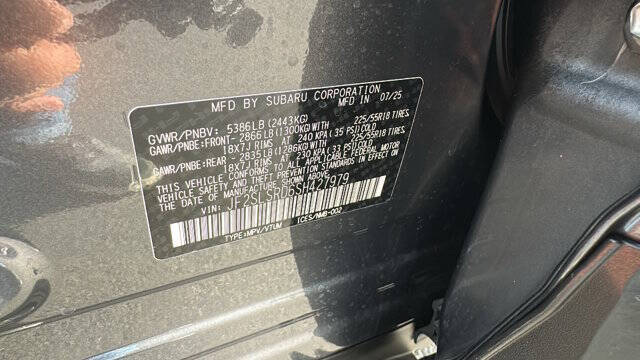 MFD BY SUBARU CORPORATION
MFD IN 07/25
GVWR/PNBV: 5386LB(2443KG)
GAWR/PNBE:FRONT- 2866LB(1300KG)WITH 225/55R18 TIRES,
18X7J RIMS AT 240 KPA( 35 PSI)COLD
GAWR/PNBE:REAR - 2835LB(1286KG)WITH 225/55R18 TIRES,
18X7J RIMS AT 230 KPA( 33 PSI)COLD
THIS VEHICLE CONFORMS TO ALL APPLICABLE FEDERAL MOTOR
VEHICLE SAFETY AND THEFT PREVENTION STANDARDS IN EFFECT
ON THE DATE OF MANUFACTURE SHOWN ABOVE.
VIN: JF2SLSRD6SH427979
TYPE:MPV/VTUM ICES/NMB-002